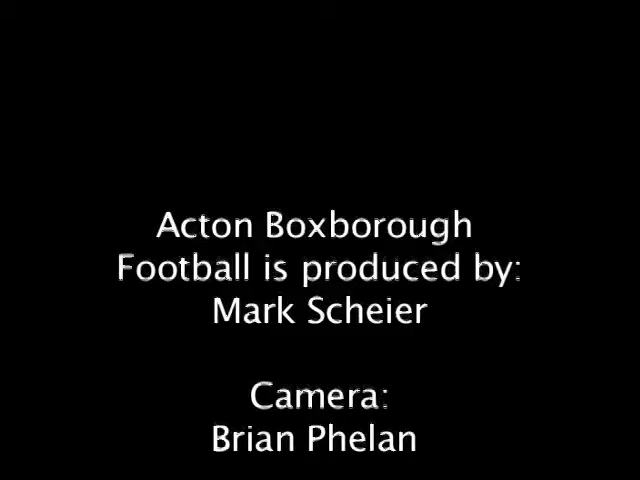 Acton Boxborough
Football is produced by:
Mark Scheier
Camera:
Brian Phelan